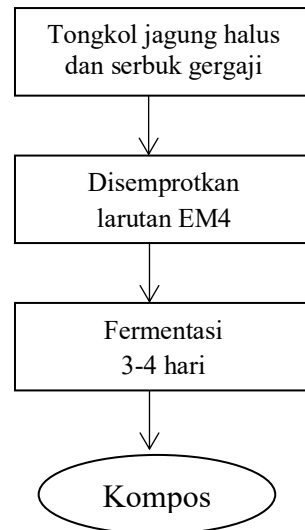 Tongkol jagung halus
dan serbuk gergaji
Disemprotkan
larutan EM4
Fermentasi
3-4 hari
Kompos